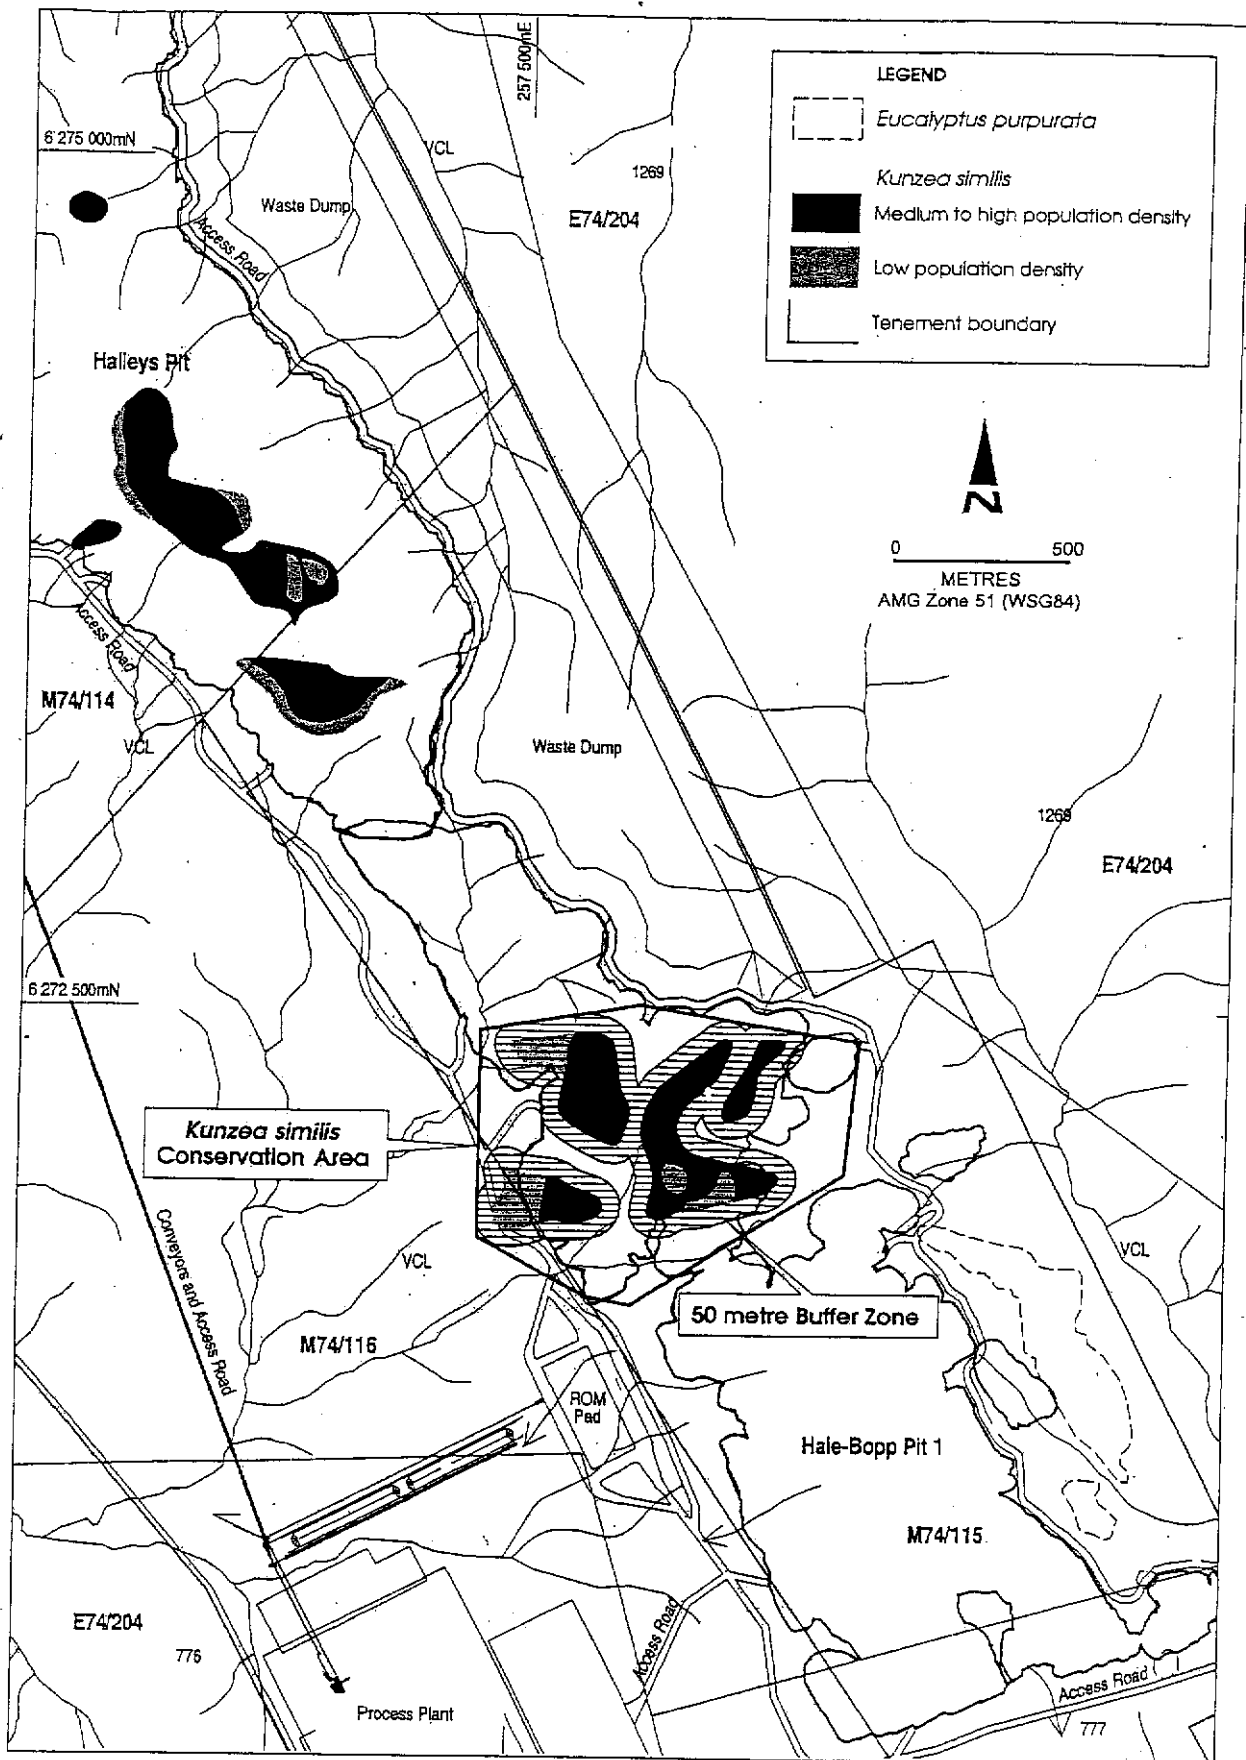 257 500mE
LEGEND
Eucalyptus purpurata
Kunzea similis
Medium to high population density
Low population density
Tenement boundary
6 275 000mN
VCL
1269
E74/204
Waste Dump
Access Road
Halleys Pit
N
0 500
METRES
AMG Zone 51 (WSG84)
Access Road
M74/114
VCL
Waste Dump
1269
E74/204
6 272 500mN
Kunzea similis
Conservation Area
Conveyors and Access Road
VCL
VCL
50 metre Buffer Zone
M74/116
ROM
Pad
Hale-Bopp Pit 1
M74/115
E74/204
776
Access Road
Process Plant
Access Road
777